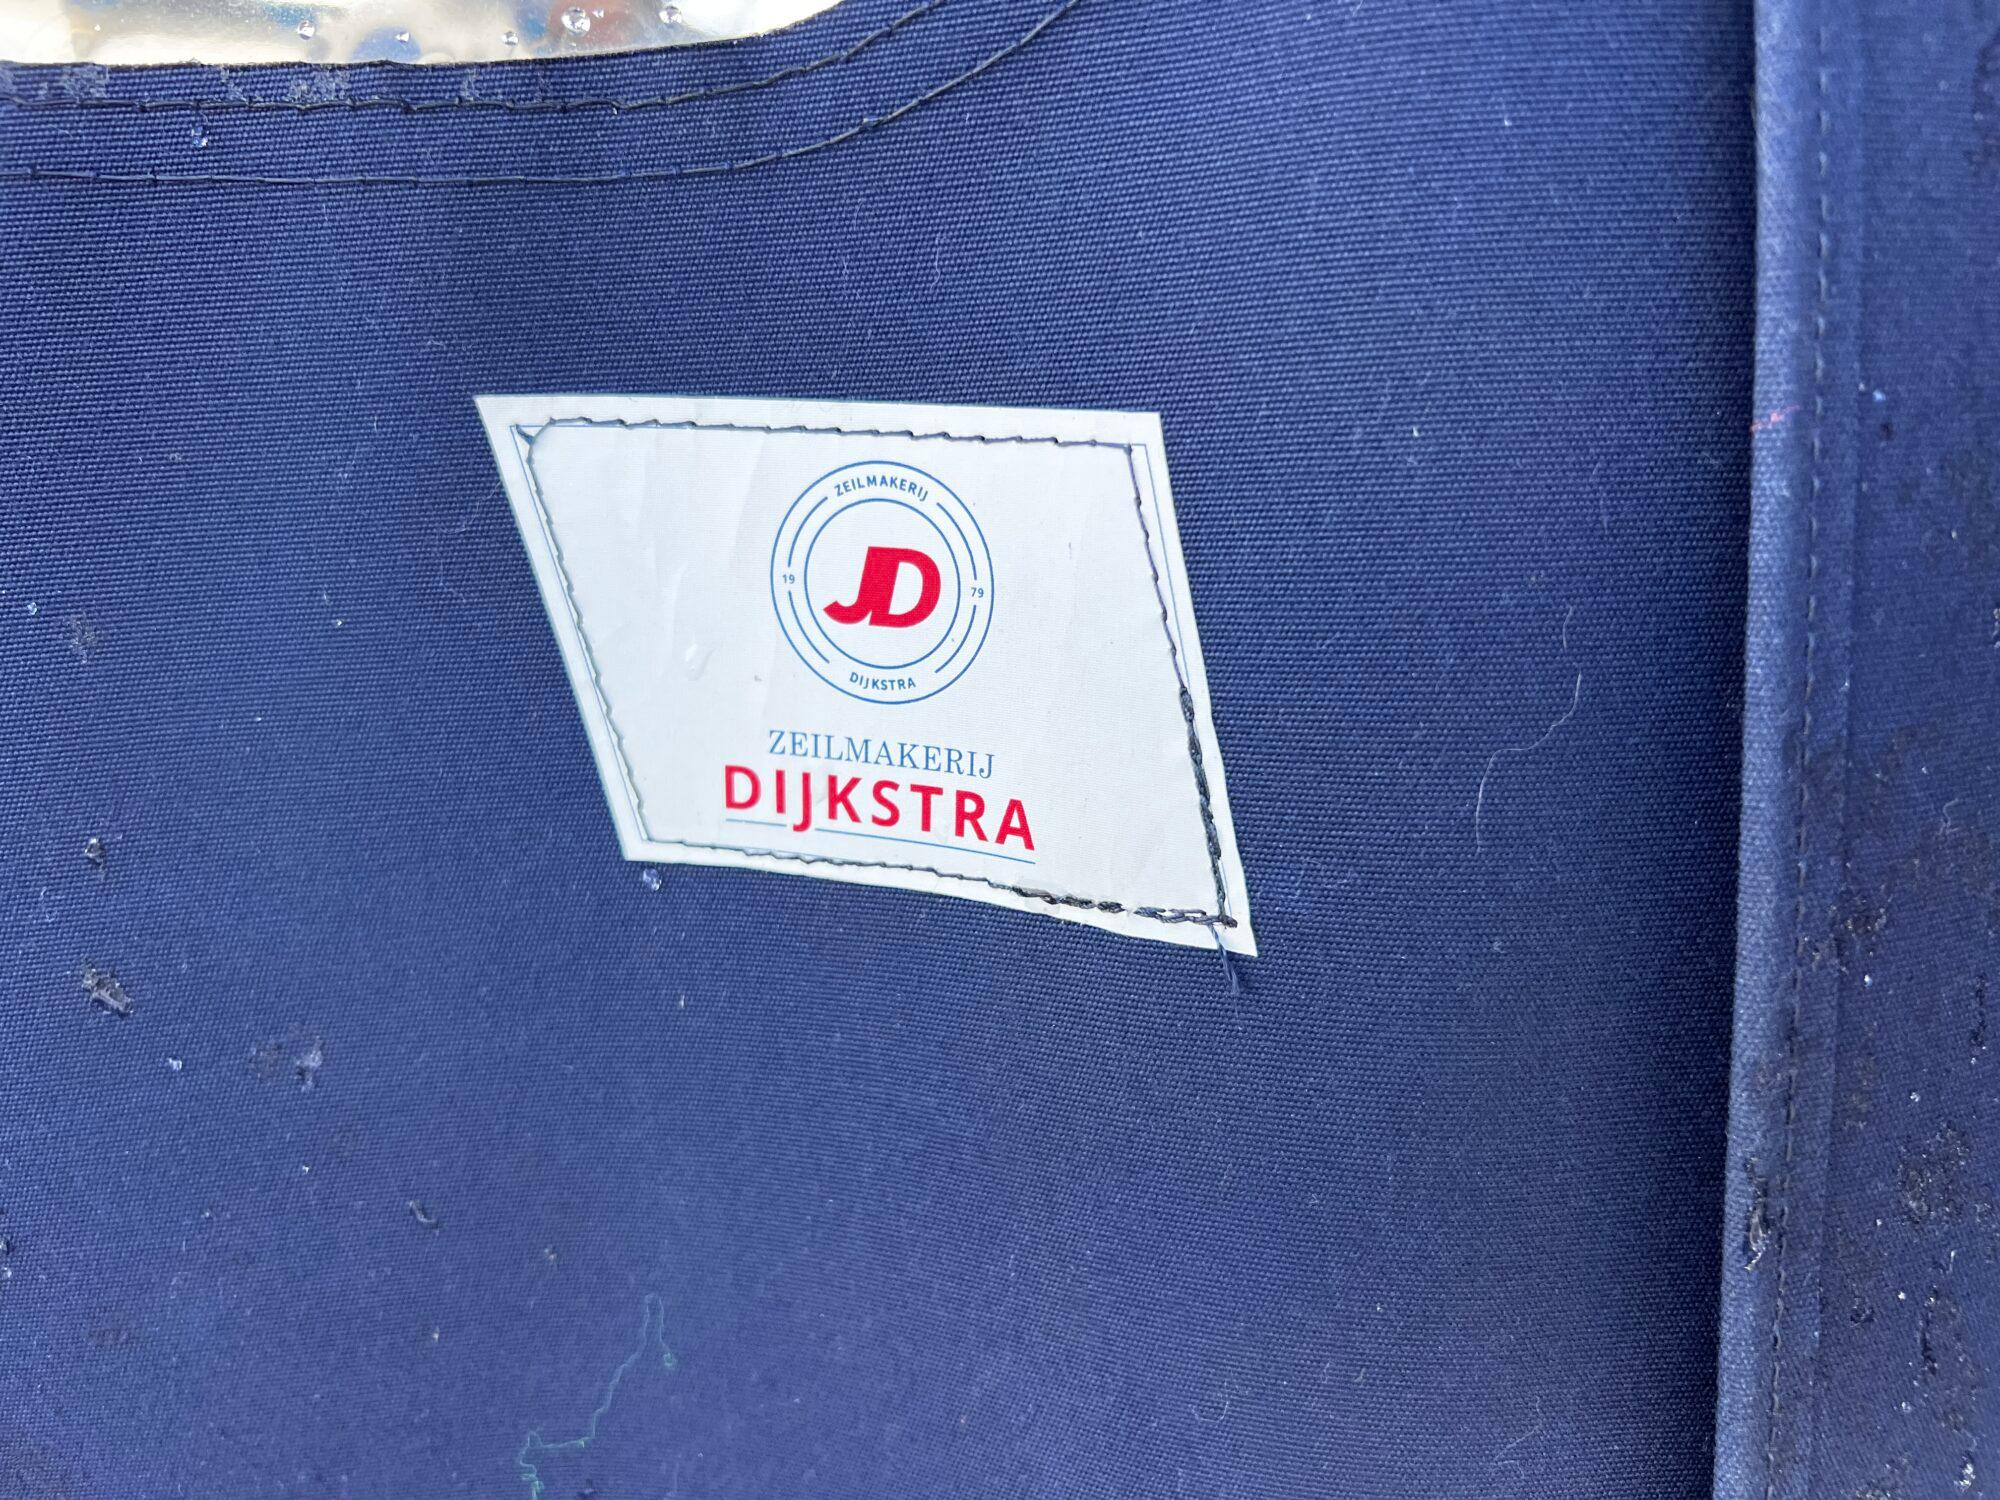 ZEILMAKERIJ
JD
19 79
DIJKSTRA
ZEILMAKERIJ
DIJKSTRA